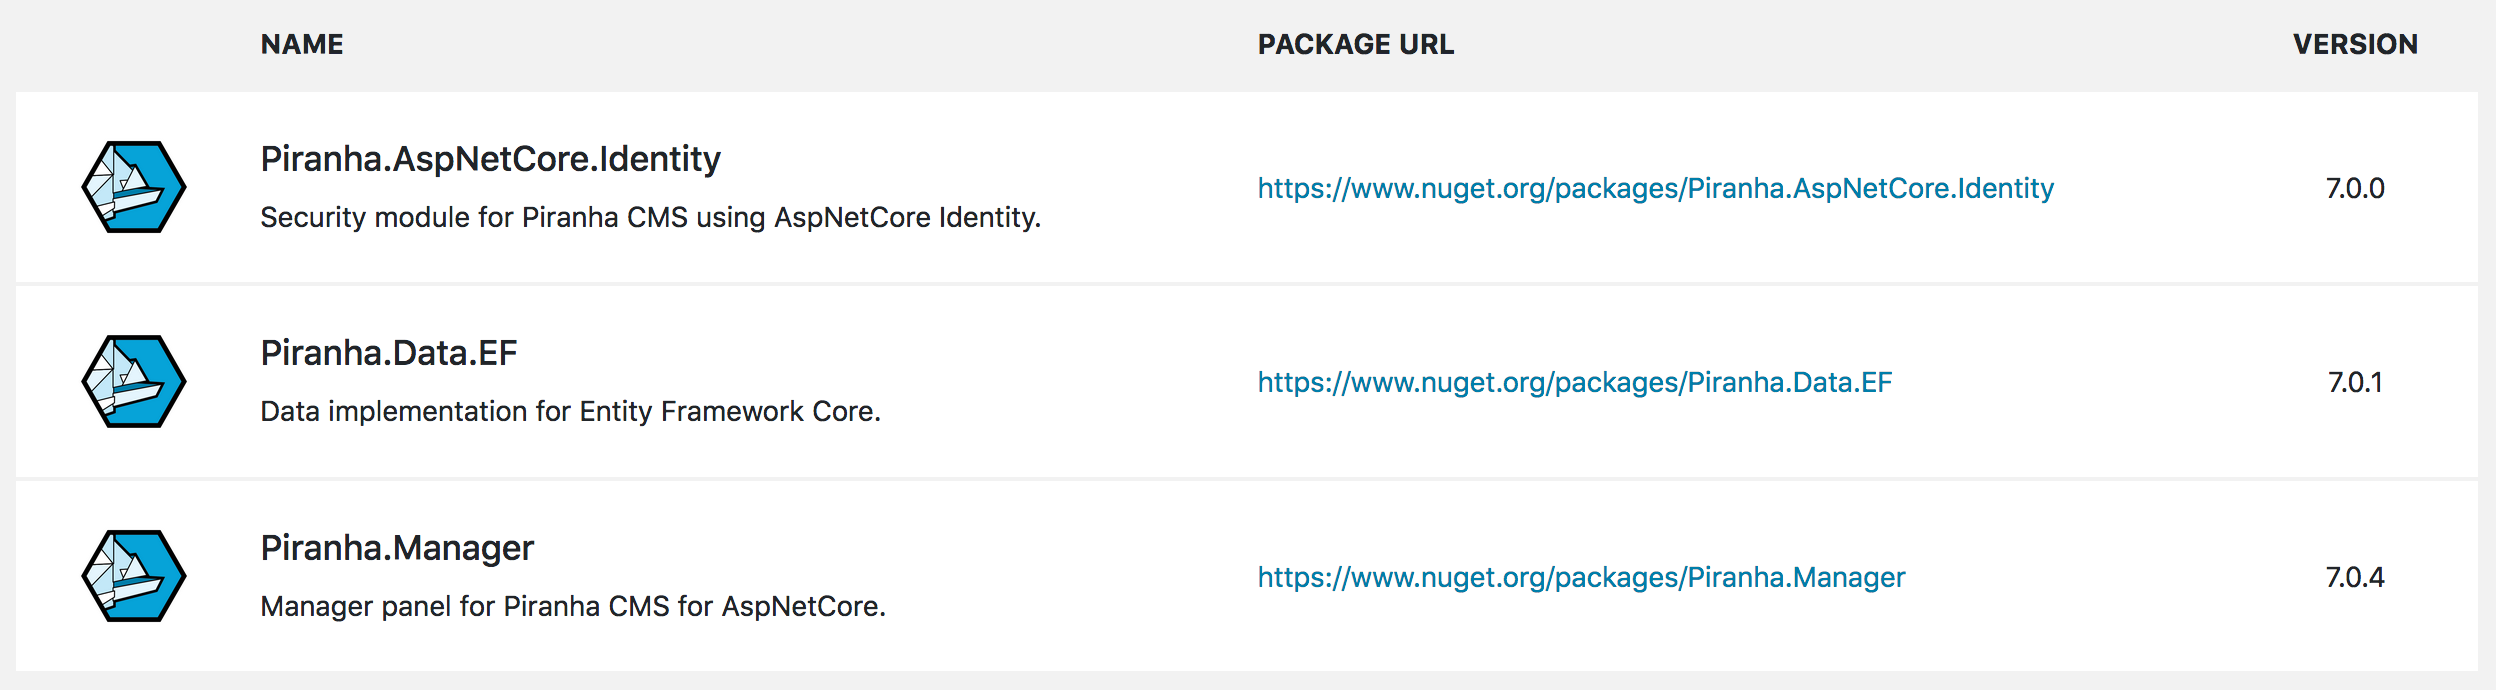 NAME PACKAGE URL VERSION
Piranha.AspNetCore.Identity
Security module for Piranha CMS using AspNetCore Identity.
https://www.nuget.org/packages/Piranha.AspNetCore.Identity
7.0.0
Piranha.Data.EF
Data implementation for Entity Framework Core.
https://www.nuget.org/packages/Piranha.Data.EF
7.0.1
Piranha.Manager
Manager panel for Piranha CMS for AspNetCore.
https://www.nuget.org/packages/Piranha.Manager
7.0.4